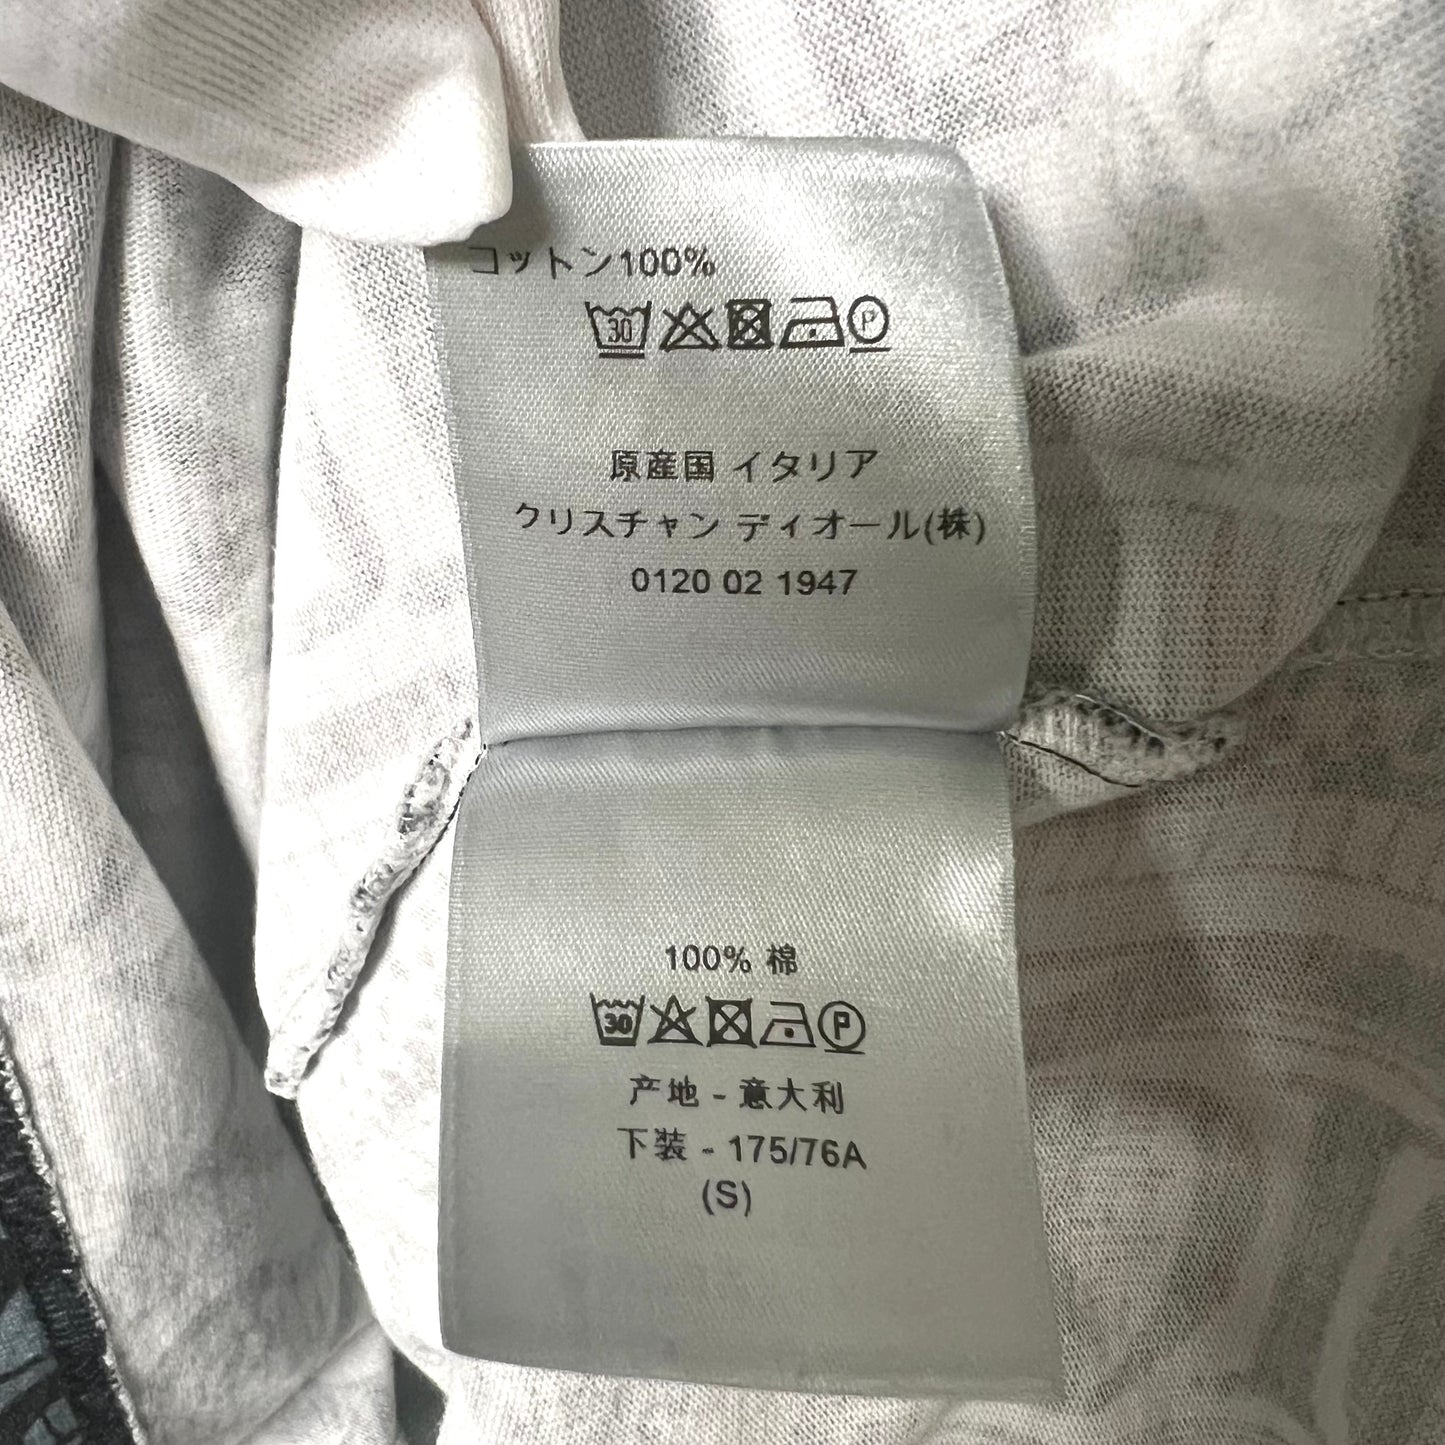 コットン100%
30 P
原産国 イタリア
クリスチャン ディオール(株)
0120 02 1947
100% 棉
30 P
产地 - 意大利
下装 - 175/76A
(S)